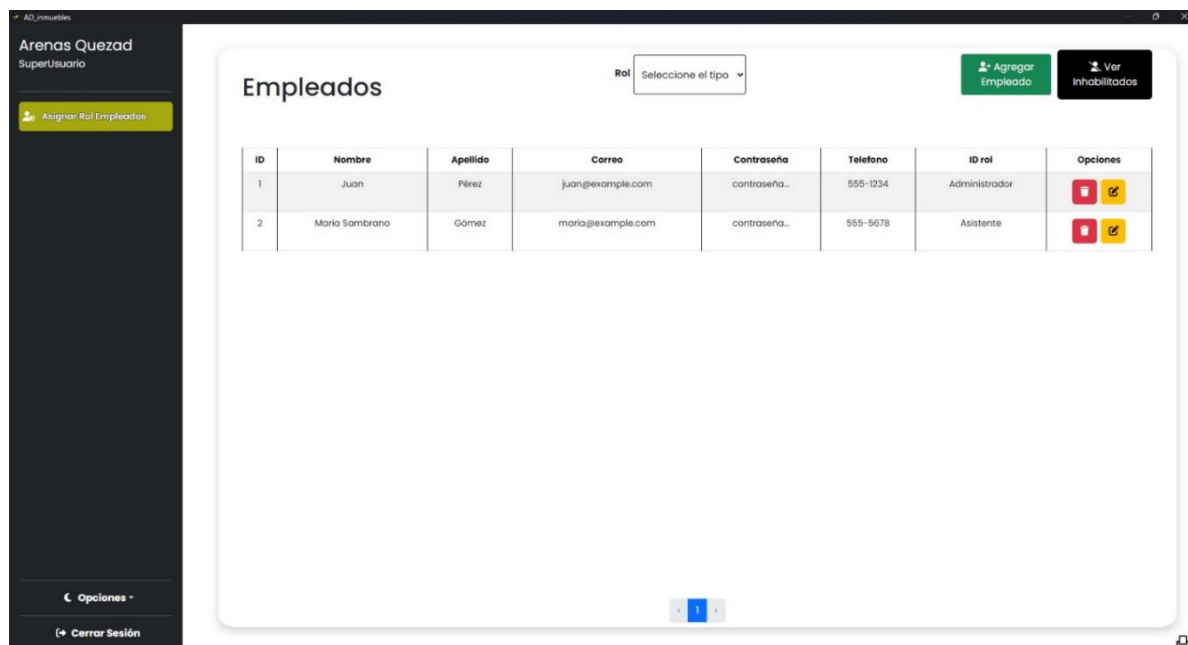 AD_inmuebles
Arenas Quezad
SuperUsuario
Asignar Rol Empleados
Opciones
Cerrar Sesión
Empleados
Rol Seleccione el tipo
Agregar
Empleado
Ver
Inhabilitados
ID Nombre Apellido Correo Contraseña Telefono ID rol Opciones
1 Juan Pérez juan@example.com contraseña... 555-1234 Administrador
2 Maria Sambrano Gómez maria@example.com contraseña... 555-5678 Asistente
‹ 1 ›